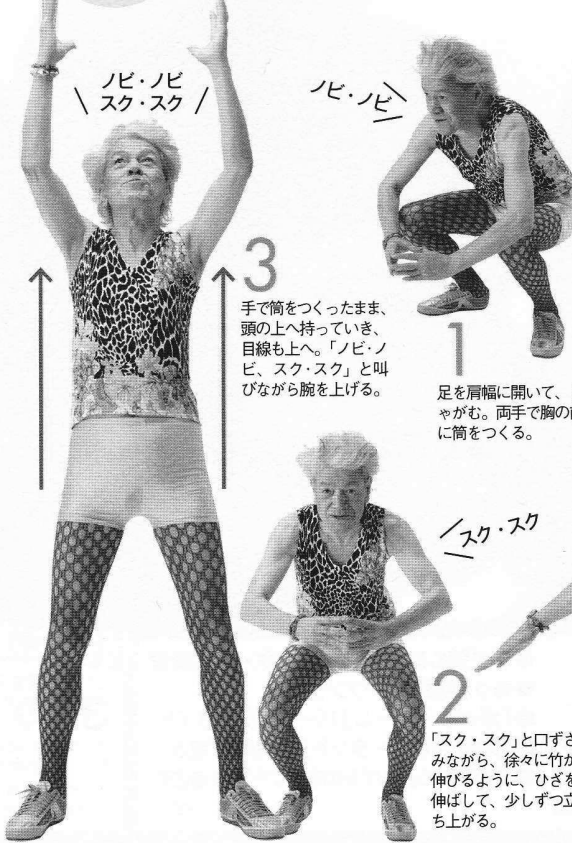 ノビ・ノビ
スク・スク
ノビ・ノビ
3
手で筒をつくったまま、
頭の上へ持っていき、
目線も上へ。「ノビ・ノ
ビ、スク・スク」と叫
びながら腕を上げる。
1
足を肩幅に開いて、
ゃがむ。両手で胸の前
に筒をつくる。
スク・スク
2
「スク・スク」と口ずさ
みながら、徐々に竹が
伸びるように、ひざを
伸ばして、少しずつ立
ち上がる。